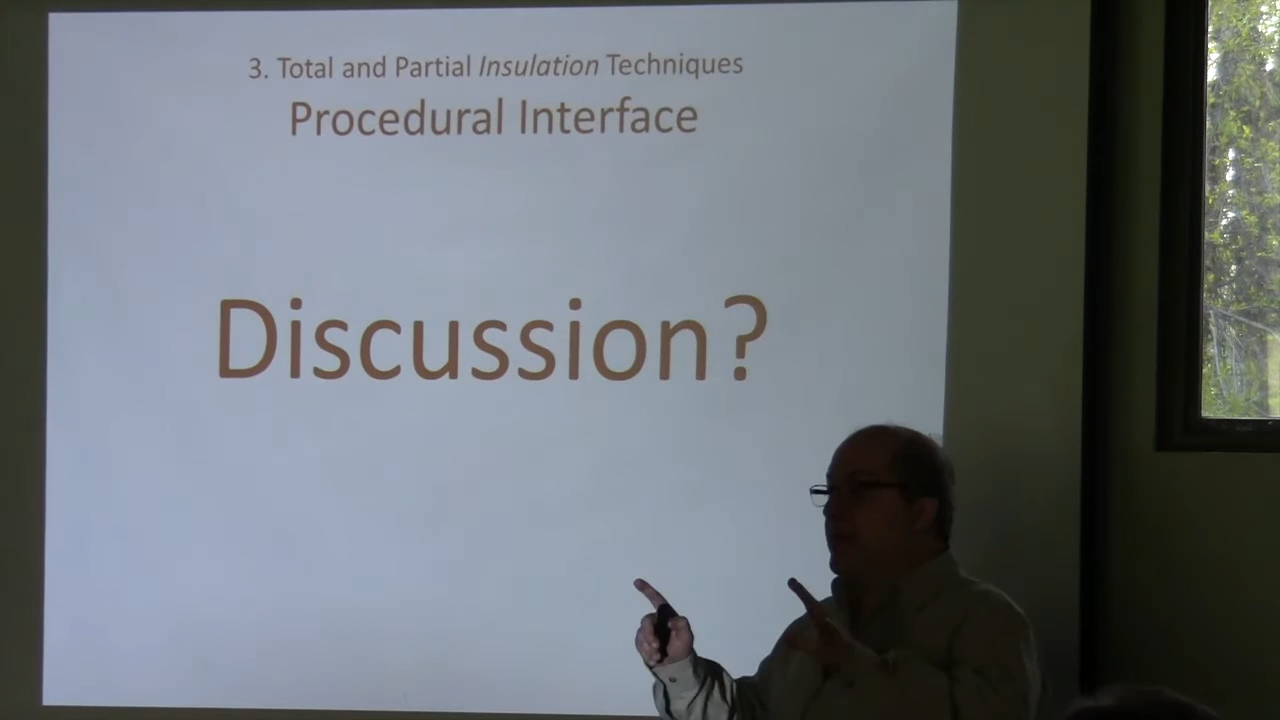 3. Total and Partial Insulation Techniques
Procedural Interface
Discussion?